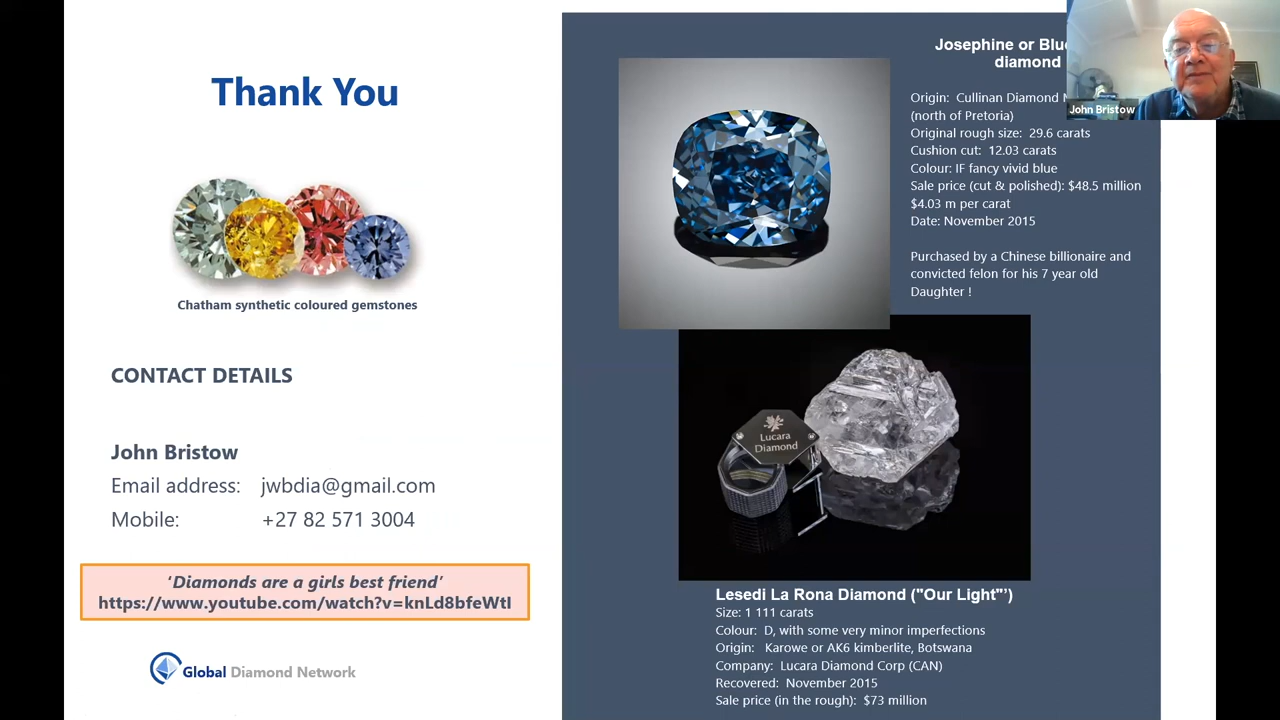 Thank You
Chatham synthetic coloured gemstones
CONTACT DETAILS
John Bristow
Email address: jwbdia@gmail.com
Mobile: +27 82 571 3004
‘Diamonds are a girls best friend’
https://www.youtube.com/watch?v=knLd8bfeWtI
Global Diamond Network
Josephine or Blue
diamond
Origin: Cullinan Diamond
(north of Pretoria)
Original rough size: 29.6 carats
Cushion cut: 12.03 carats
Colour: IF fancy vivid blue
Sale price (cut & polished): $48.5 million
$4.03 m per carat
Date: November 2015
Purchased by a Chinese billionaire and
convicted felon for his 7 year old
Daughter !
John Bristow
Lucara
Diamond
Lesedi La Rona Diamond ("Our Light"’)
Size: 1 111 carats
Colour: D, with some very minor imperfections
Origin: Karowe or AK6 kimberlite, Botswana
Company: Lucara Diamond Corp (CAN)
Recovered: November 2015
Sale price (in the rough): $73 million